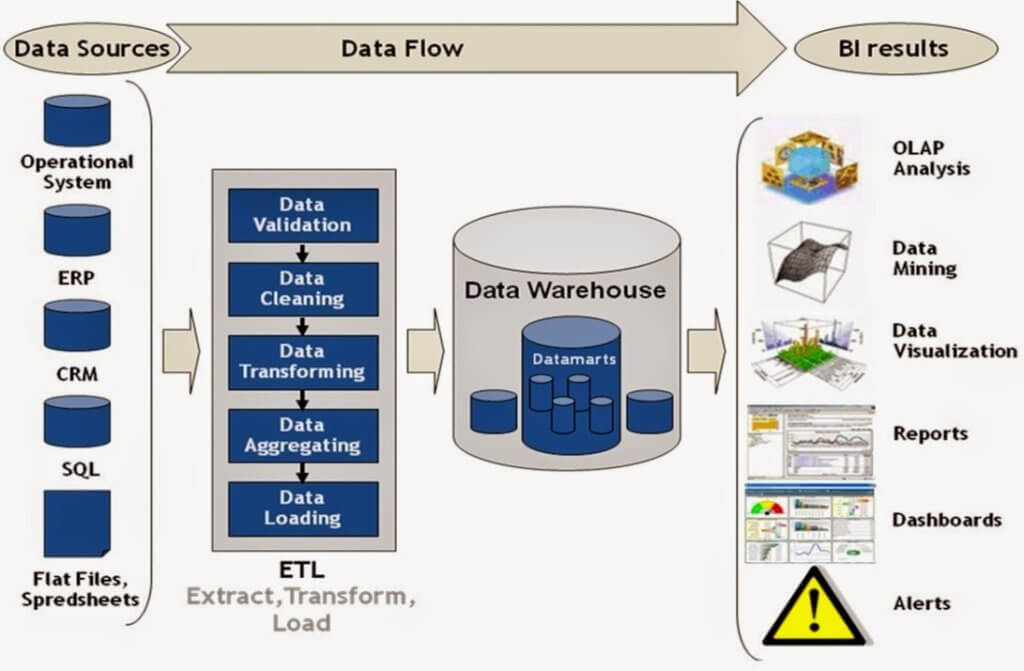 Data Sources
Data Flow
BI results
Operational
System
ERP
CRM
SQL
Flat Files,
Spredsheets
Data
Validation
Data
Cleaning
Data
Transforming
Data
Aggregating
Data
Loading
ETL
Extract,Transform,
Load
Data Warehouse
Datamarts
OLAP
Analysis
Data
Mining
Data
Visualization
Reports
Dashboards
Alerts